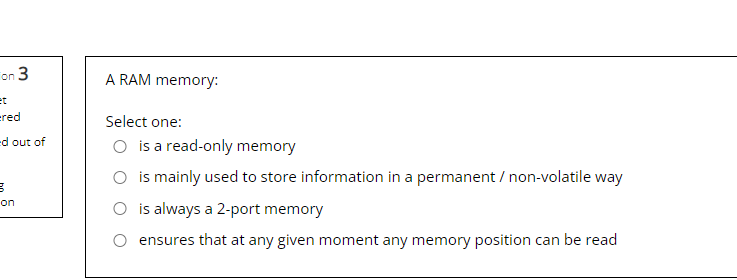 on 3
et
ered
ed out of
g
on
A RAM memory:
Select one:
is a read-only memory
is mainly used to store information in a permanent / non-volatile way
is always a 2-port memory
ensures that at any given moment any memory position can be read